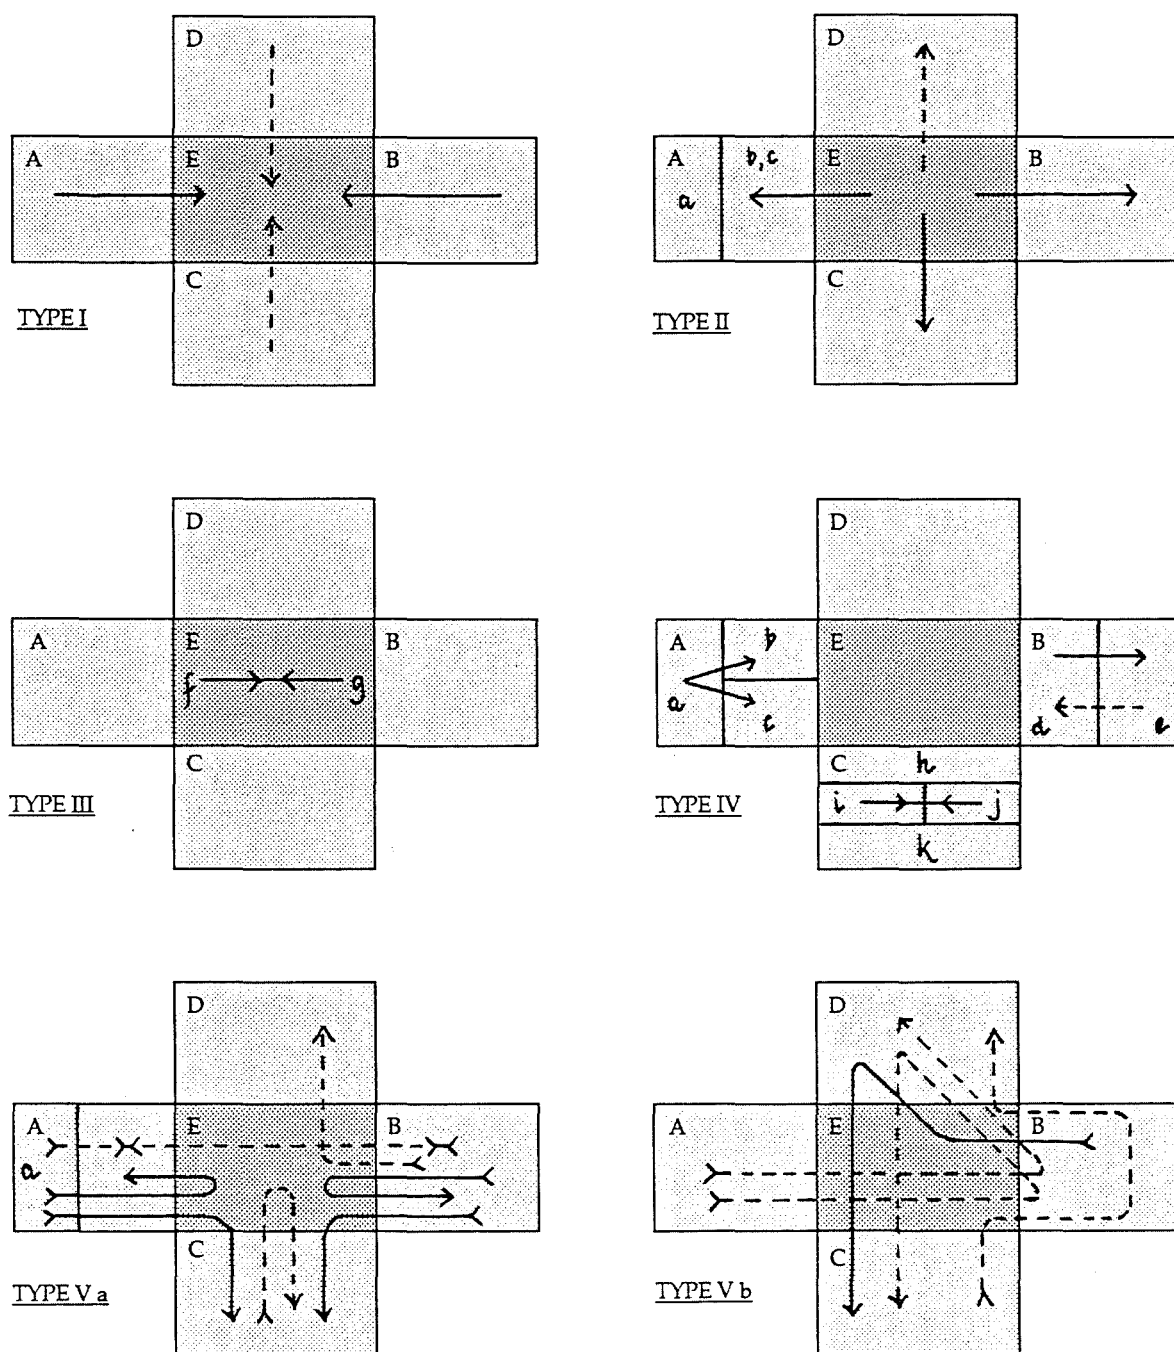 D
A E B
C
TYPE I
D
A b, c E B
a
C
TYPE II
D
A E B
f g
C
TYPE III
D
A b E B
a c d e
C h
i j
k
TYPE IV
D
A E B
a
C
TYPE V a
D
A E B
C
TYPE V b